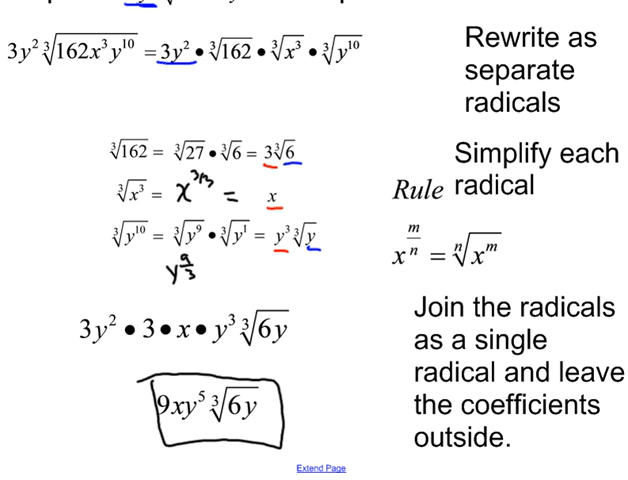 3y² ∛(162x³y¹⁰) = 3y² • ∛162 • ∛x³ • ∛y¹⁰
Rewrite as
separate
radicals
∛162 = ∛27 • ∛6 = 3∛6
∛x³ = x^(3/3) = x
∛y¹⁰ = ∛y⁹ • ∛y¹ = y³ ∛y
y^(9/3)
Simplify each
Rule radical
x^(m/n) = ⁿ√(x^m)
3y² • 3 • x • y³ ∛(6y)
9xy⁵ ∛(6y)
Join the radicals
as a single
radical and leave
the coefficients
outside.
Extend Page